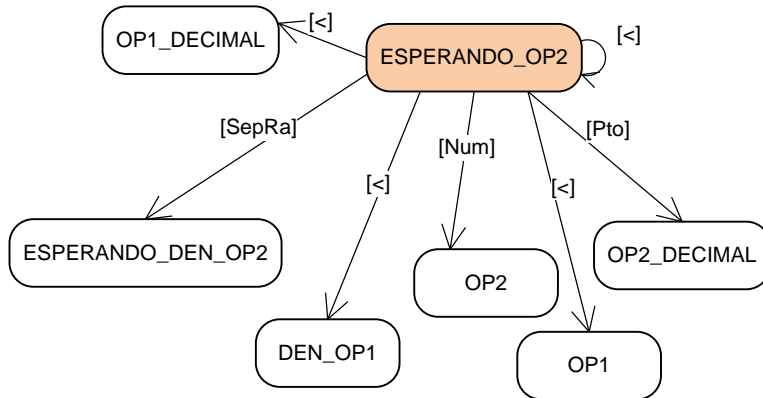 [<]
[<]
OP1_DECIMAL
ESPERANDO_OP2
[SepRa]
[Pto]
[Num]
[<]
[<]
ESPERANDO_DEN_OP2
OP2_DECIMAL
OP2
DEN_OP1
OP1